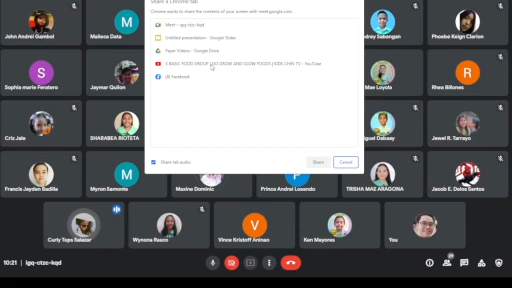 Share a Chrome tab
Chrome wants to share the contents of your screen with meet.google.com.
Meet – igq-ctzc-kqd
Untitled presentation - Google Slides
Paper Videos - Google Drive
3 BASIC FOOD GROUP | GO GROW AND GLOW FOODS | KIDS CHIN TV - YouTube
Facebook
Share tab audio
Share
Cancel
John Andrei Gambol
Melleca Data
Phoebe Keign Clarion
Sophia marie Feratero
Jaymar Quilon
Mae Loyola
Rhea Billones
Criz Jale
SHARABEA RIOTETA
Jewel R. Tarrayo
Francis Jayden Badilla
Myron Samonte
Maxine Dominic
Prince Andrei Losendo
TRISHA MAE ARAGONA
Jacob E. Delos Santos
Curly Tops Salazar
Wynona Rasco
Vince Kristoff Aninao
Ken Mayores
You
10:21 | igq-ctzc-kqd